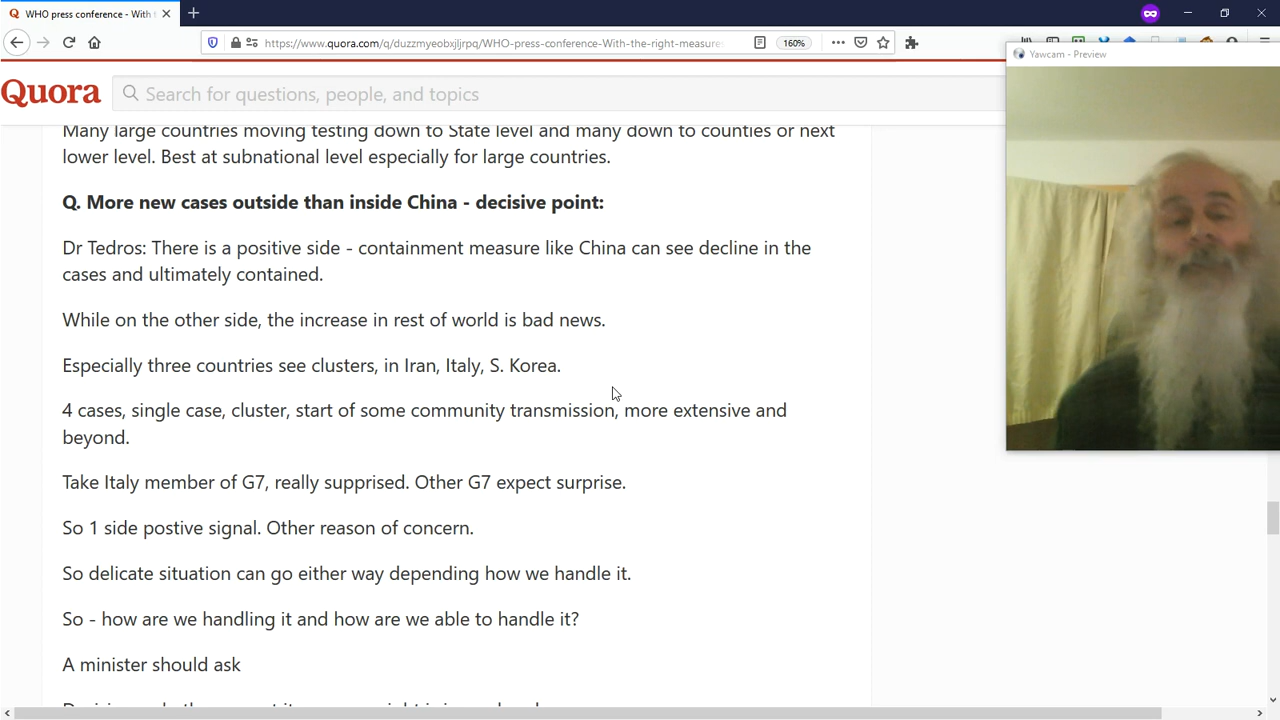 WHO press conference - With t
https://www.quora.com/q/duzzmyeobxjljrpq/WHO-press-conference-With-the-right-measure
160%
Yawcam - Preview
Quora
Search for questions, people, and topics
Many large countries moving testing down to State level and many down to counties or next
lower level. Best at subnational level especially for large countries.
Q. More new cases outside than inside China - decisive point:
Dr Tedros: There is a positive side - containment measure like China can see decline in the
cases and ultimately contained.
While on the other side, the increase in rest of world is bad news.
Especially three countries see clusters, in Iran, Italy, S. Korea.
4 cases, single case, cluster, start of some community transmission, more extensive and
beyond.
Take Italy member of G7, really supprised. Other G7 expect surprise.
So 1 side postive signal. Other reason of concern.
So delicate situation can go either way depending how we handle it.
So - how are we handling it and how are we able to handle it?
A minister should ask